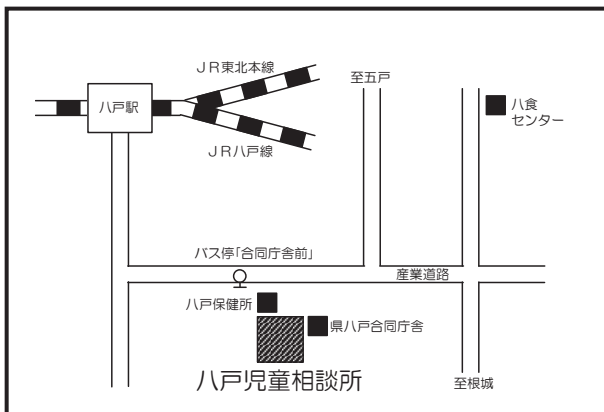 JR東北本線
至五戸
八戸駅
八食
センター
JR八戸線
バス停「合同庁舎前」
産業道路
八戸保健所
県八戸合同庁舎
八戸児童相談所
至根城